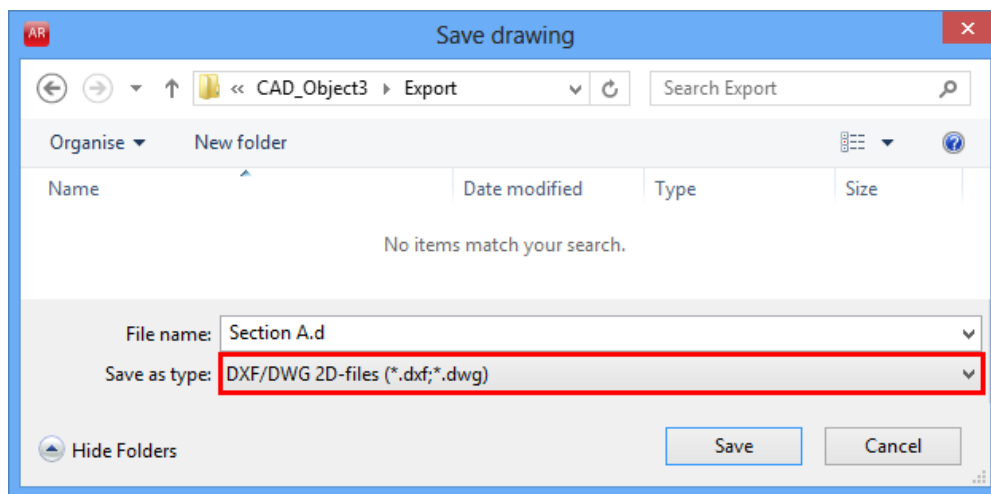 AR Save drawing
« CAD_Object3 Export Search Export
Organise New folder
Name Date modified Type Size
No items match your search.
File name: Section A.d
Save as type: DXF/DWG 2D-files (*.dxf;*.dwg)
Hide Folders Save Cancel